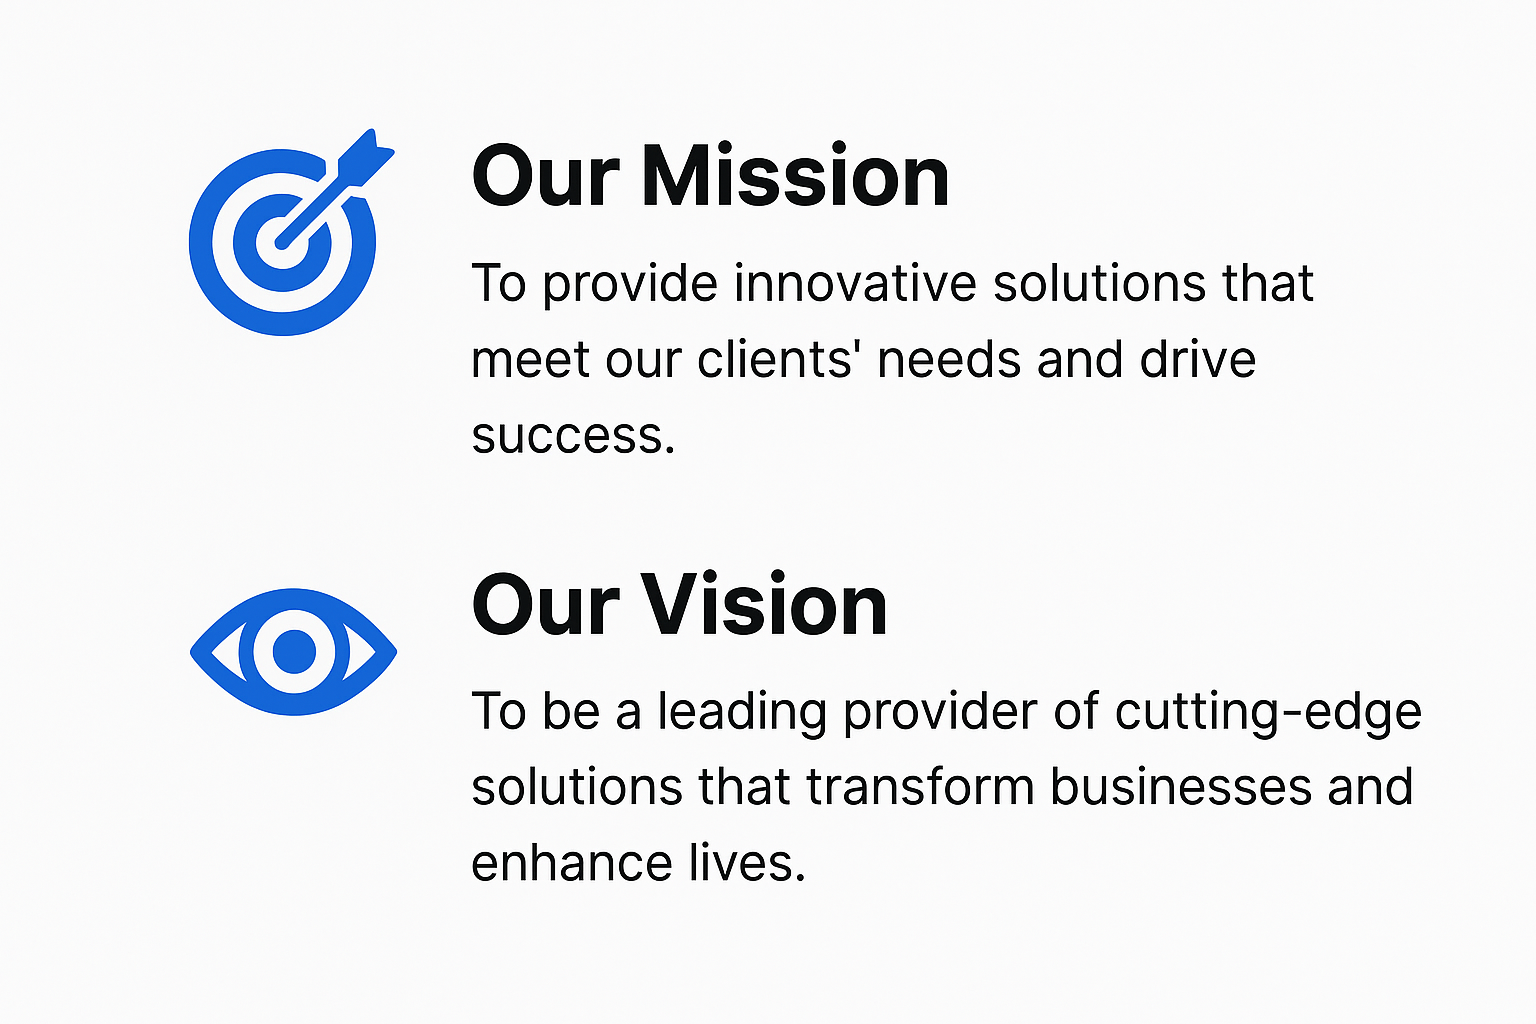 Our Mission
To provide innovative solutions that
meet our clients' needs and drive
success.
Our Vision
To be a leading provider of cutting-edge
solutions that transform businesses and
enhance lives.